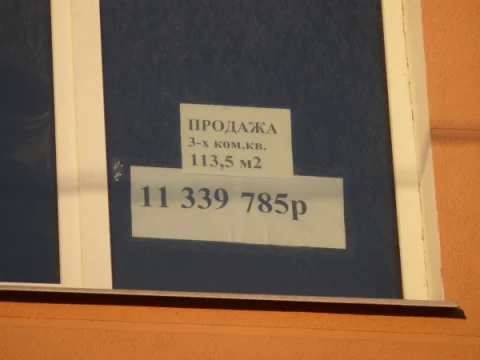 ПРОДАЖА
3-х ком.кв.
113,5 м2
11 339 785р